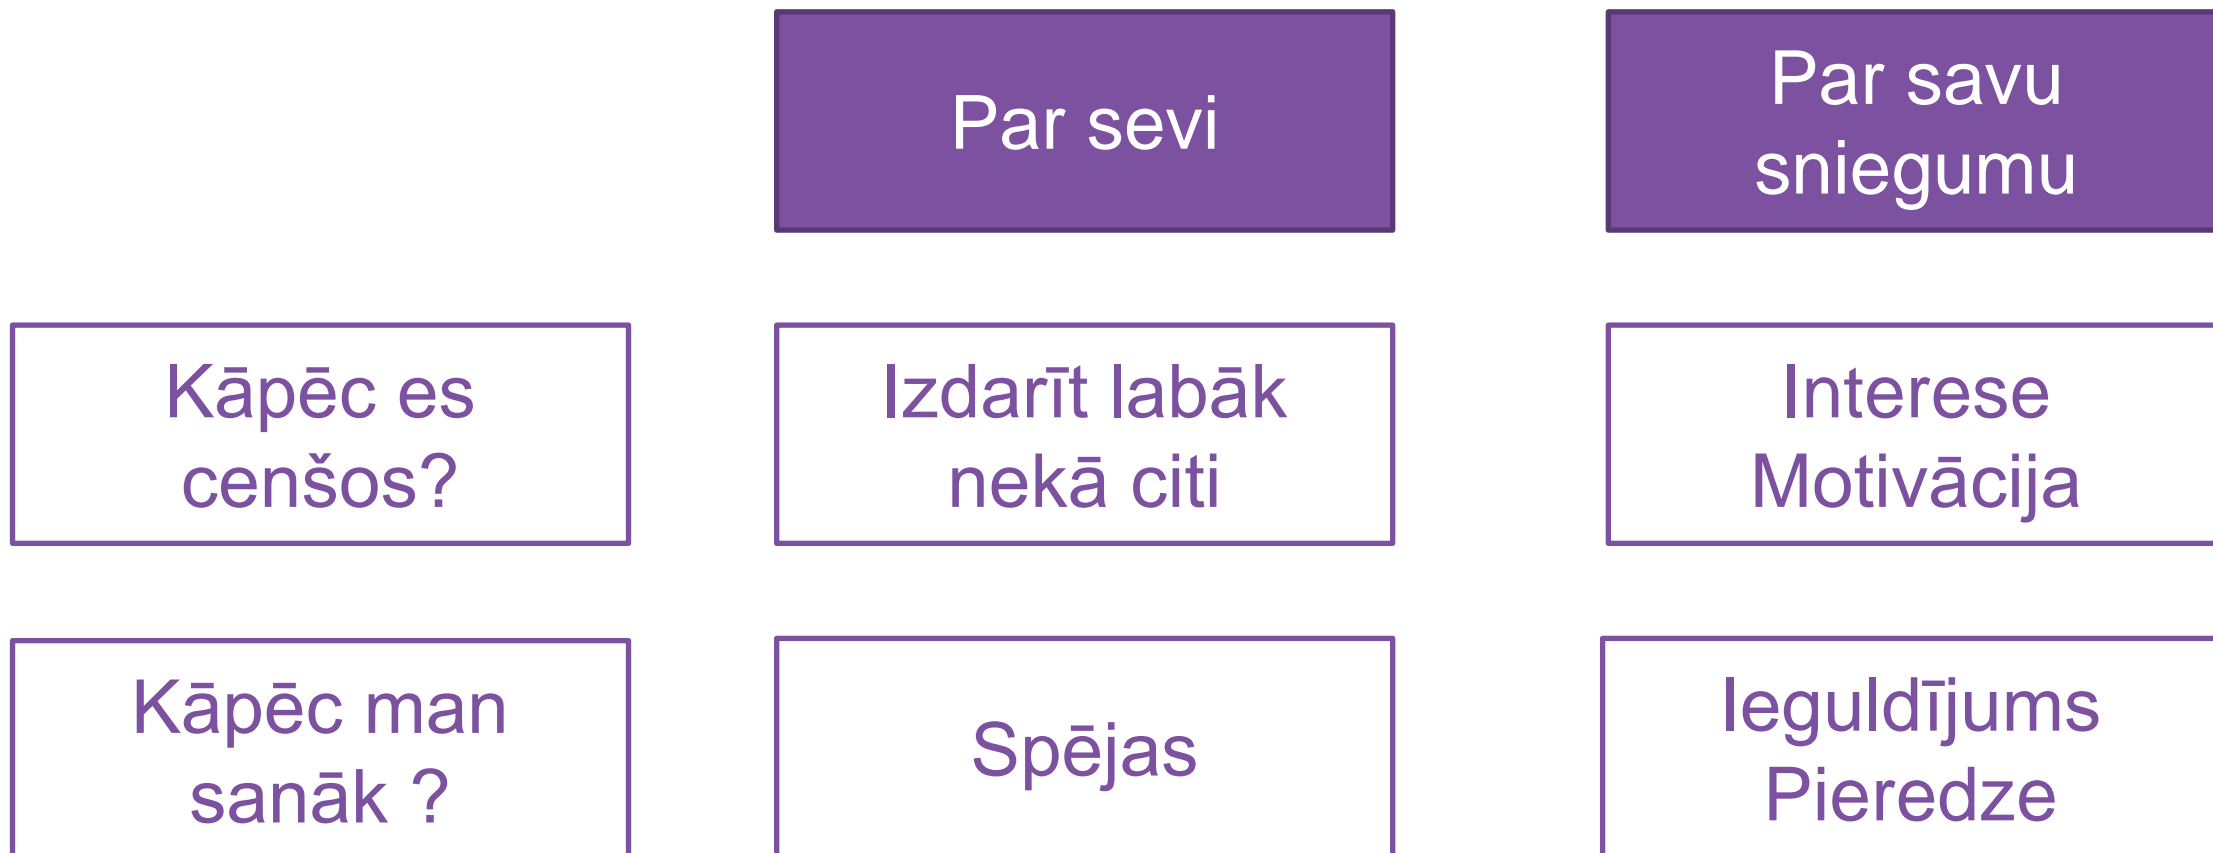 Par sevi
Par savu
sniegumu
Kāpēc es
cenšos?
Izdarīt labāk
nekā citi
Interese
Motivācija
Kāpēc man
sanāk ?
Spējas
Ieguldījums
Pieredze